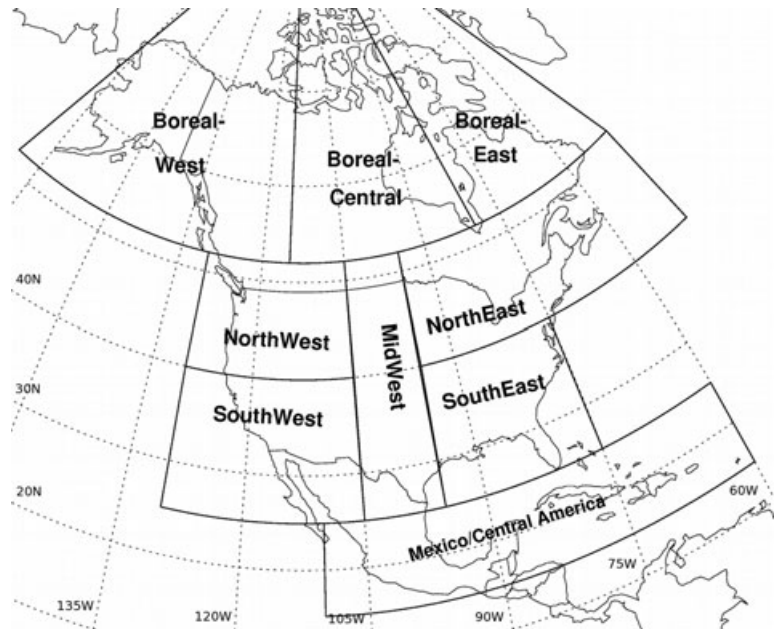 Boreal-
West
Boreal-
Central
Boreal-
East
40N
NorthWest
MidWest
NorthEast
30N
SouthWest
SouthEast
20N
Mexico/Central America
60W
75W
135W
120W
105W
90W